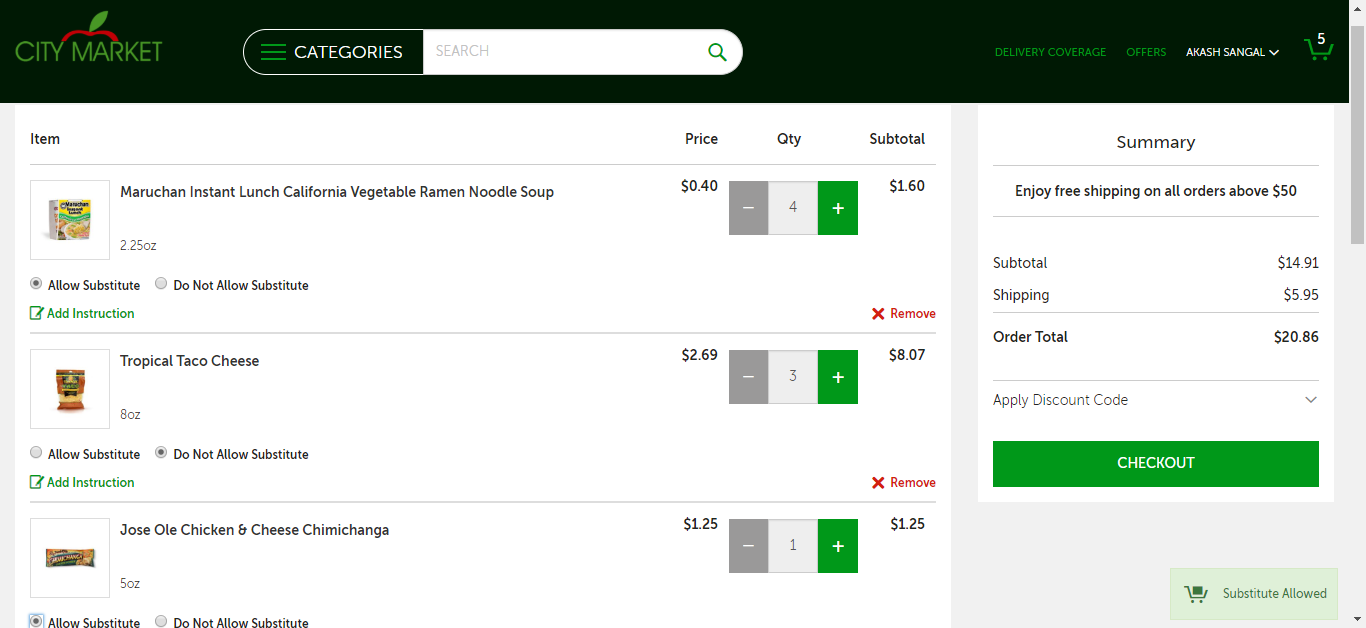 CITY MARKET
CATEGORIES
SEARCH
DELIVERY COVERAGE
OFFERS
AKASH SANGAL
5
Item Price Qty Subtotal
Maruchan Instant Lunch California Vegetable Ramen Noodle Soup $0.40 4 $1.60
2.25oz
Allow Substitute Do Not Allow Substitute
Add Instruction Remove
Tropical Taco Cheese $2.69 3 $8.07
8oz
Allow Substitute Do Not Allow Substitute
Add Instruction Remove
Jose Ole Chicken & Cheese Chimichanga $1.25 1 $1.25
5oz
Allow Substitute Do Not Allow Substitute
Summary
Enjoy free shipping on all orders above $50
Subtotal $14.91
Shipping $5.95
Order Total $20.86
Apply Discount Code
CHECKOUT
Substitute Allowed
Maruchan
CHIMICHANGA